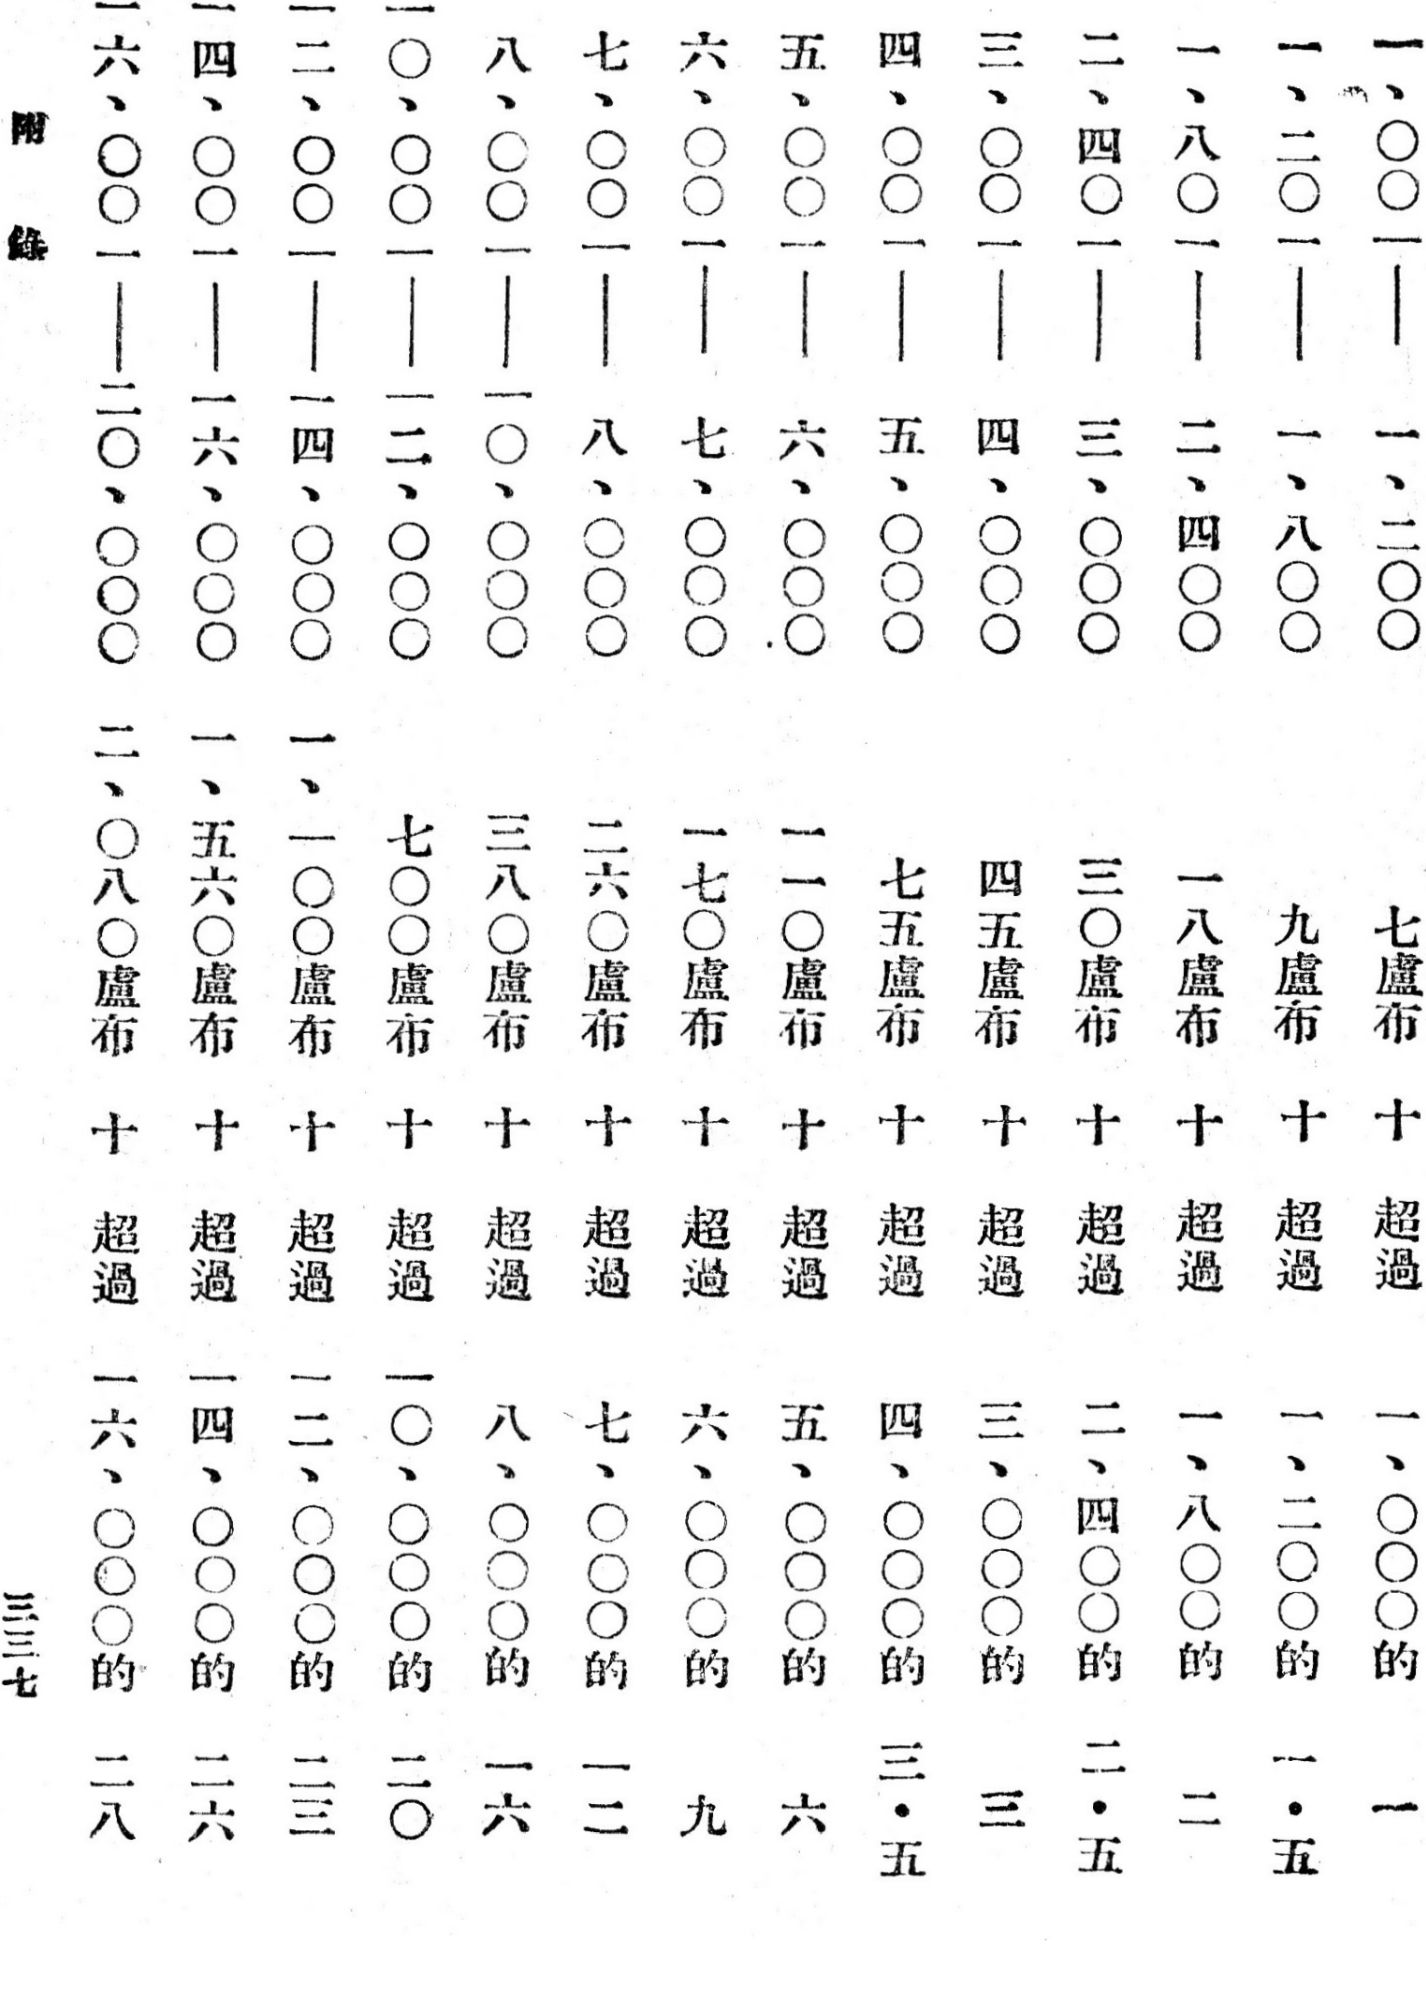 一、〇〇一——一、二〇〇 七盧布 十 超過 一、〇〇〇的 一
一、二〇一——一、八〇〇 九盧布 十 超過 一、二〇〇的 一•五
一、八〇一——二、四〇〇 一八盧布 十 超過 一、八〇〇的 二
二、四〇一——三、〇〇〇 三〇盧布 十 超過 二、四〇〇的 二•五
三、〇〇一——四、〇〇〇 四五盧布 十 超過 三、〇〇〇的 三
四、〇〇一——五、〇〇〇 七五盧布 十 超過 四、〇〇〇的 三•五
五、〇〇一——六、〇〇〇 一一〇盧布 十 超過 五、〇〇〇的 六
六、〇〇一——七、〇〇〇 一七〇盧布 十 超過 六、〇〇〇的 九
七、〇〇一——八、〇〇〇 二六〇盧布 十 超過 七、〇〇〇的 一二
八、〇〇一——一〇、〇〇〇 三八〇盧布 十 超過 八、〇〇〇的 一六
一〇、〇〇一——一二、〇〇〇 七〇〇盧布 十 超過 一〇、〇〇〇的 二〇
一二、〇〇一——一四、〇〇〇 一、一〇〇盧布 十 超過 一二、〇〇〇的 二三
一四、〇〇一——一六、〇〇〇 一、五六〇盧布 十 超過 一四、〇〇〇的 二六
一六、〇〇一——二〇、〇〇〇 二、〇八〇盧布 十 超過 一六、〇〇〇的 二八
附錄 三三七